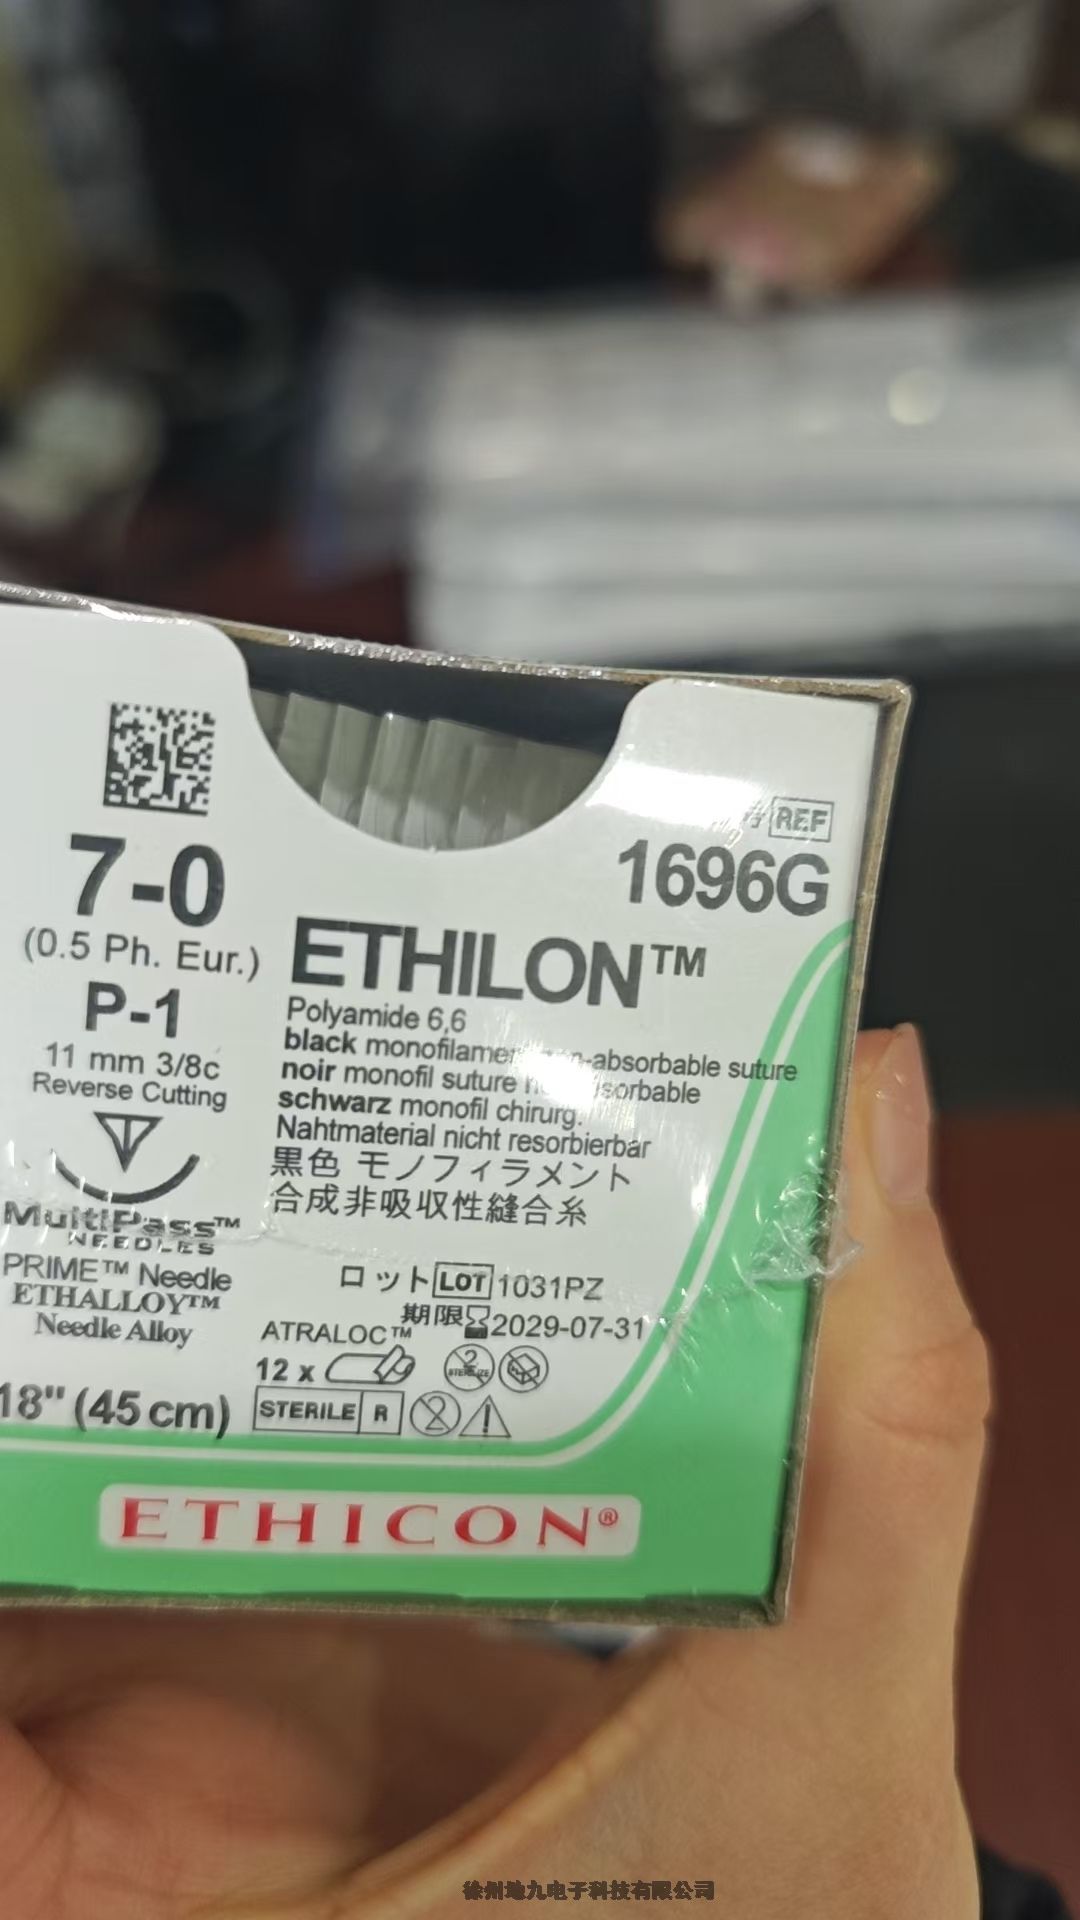 REF
1696G
7-0
(0.5 Ph. Eur.)
P-1
11 mm 3/8c
Reverse Cutting
MultiPass™
NEEDLES
PRIME™ Needle
ETHALLOY™
Needle Alloy
18" (45 cm)
ETHILON™
Polyamide 6,6
black monofilament non-absorbable suture
noir monofil suture sorbable
schwarz monofil chirurg.
Nahtmaterial nicht resorbierbar
黒色 モノフィラメント
合成非吸収性縫合糸
ロット LOT 1031PZ
期限 2029-07-31
ATRALOC™
12 x
2
STERILIZE
STERILE R
2
ETHICON®
徐州地九电子科技有限公司